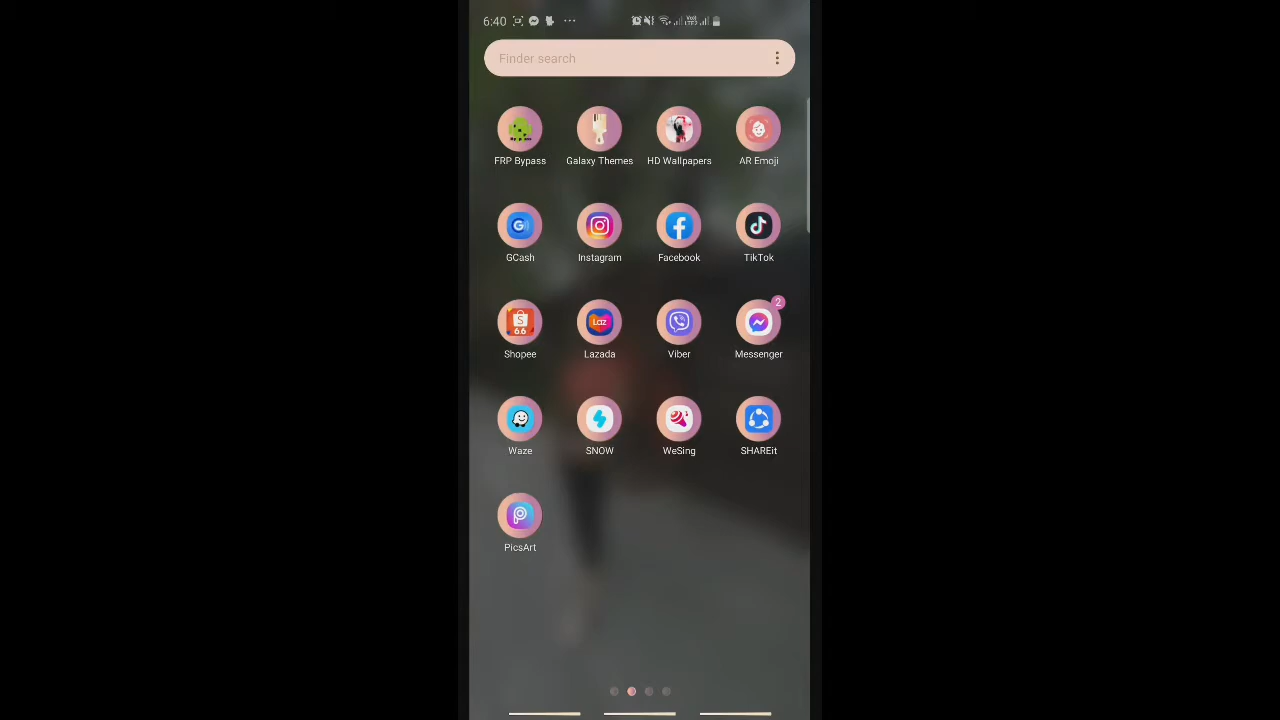 6:40
Finder search
FRP Bypass Galaxy Themes HD Wallpapers AR Emoji
GCash Instagram Facebook TikTok
2
Shopee Lazada Viber Messenger
Waze SNOW WeSing SHAREit
PicsArt